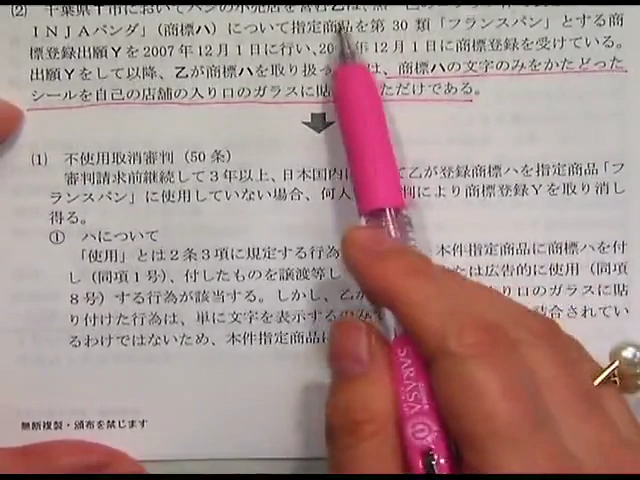 (2) 千葉県T市においてパンの小売店を営む乙は、
INJAパンダ」(商標ハ)について指定商品を第 30 類「フランスパン」とする商
標登録出願Yを2007年12月1日に行い、20 年12月1日に商標登録を受けている。
出願Yをして以降、乙が商標ハを取り扱っ は、商標ハの文字のみをかたどった
シールを自己の店舗の入り口のガラスに貼 ただけである。
(1) 不使用取消審判(50条)
審判請求前継続して3年以上、日本国内に て乙が登録商標ハを指定商品「フ
ランスパン」に使用していない場合、何人 判により商標登録Yを取り消し
得る。
① ハについて
「使用」とは2条3項に規定する行為 、本件指定商品に商標ハを付
し(同項1号)、付したものを譲渡等し たは広告的に使用(同項
8号)する行為が該当する。しかし、乙が り口のガラスに貼
り付けた行為は、単に文字を表示するのみで 合されてい
るわけではないため、本件指定商品に
無断複製・頒布を禁じます
SARASA